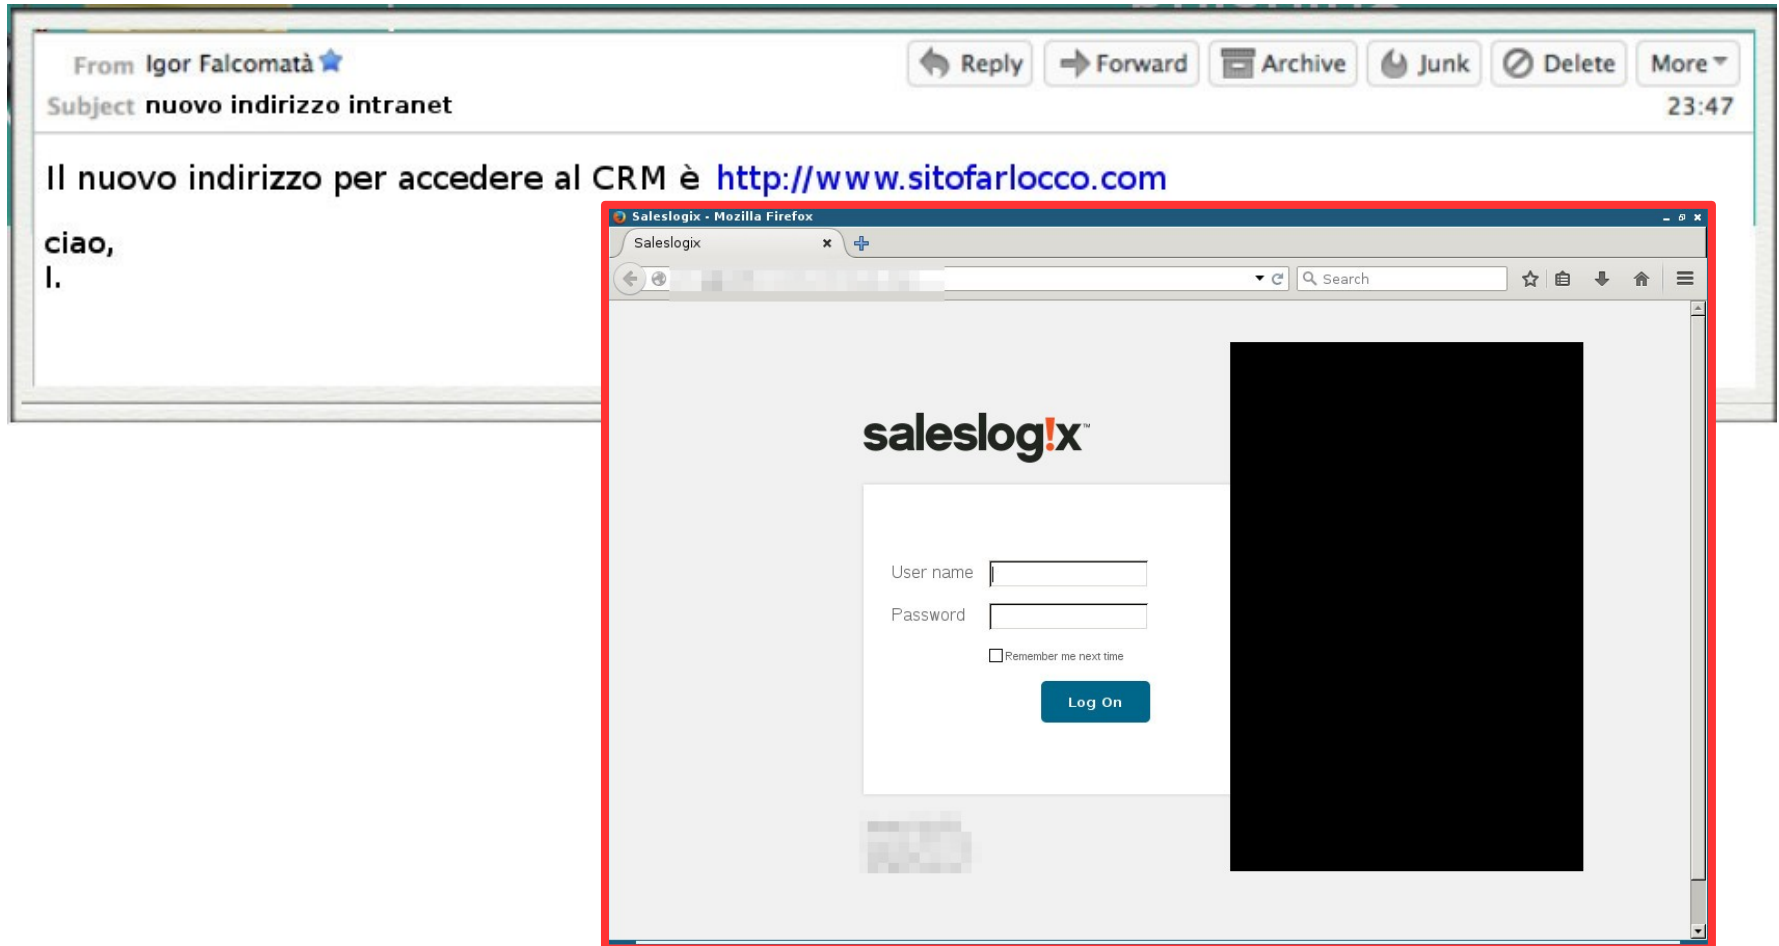 From Igor Falcomatà
Reply Forward Archive Junk Delete More
Subject nuovo indirizzo intranet
23:47
Il nuovo indirizzo per accedere al CRM è http://www.sitofarlocco.com
ciao,
I.
Saleslogix - Mozilla Firefox
Saleslogix
Search
saleslog!x™
User name
Password
Remember me next time
Log On